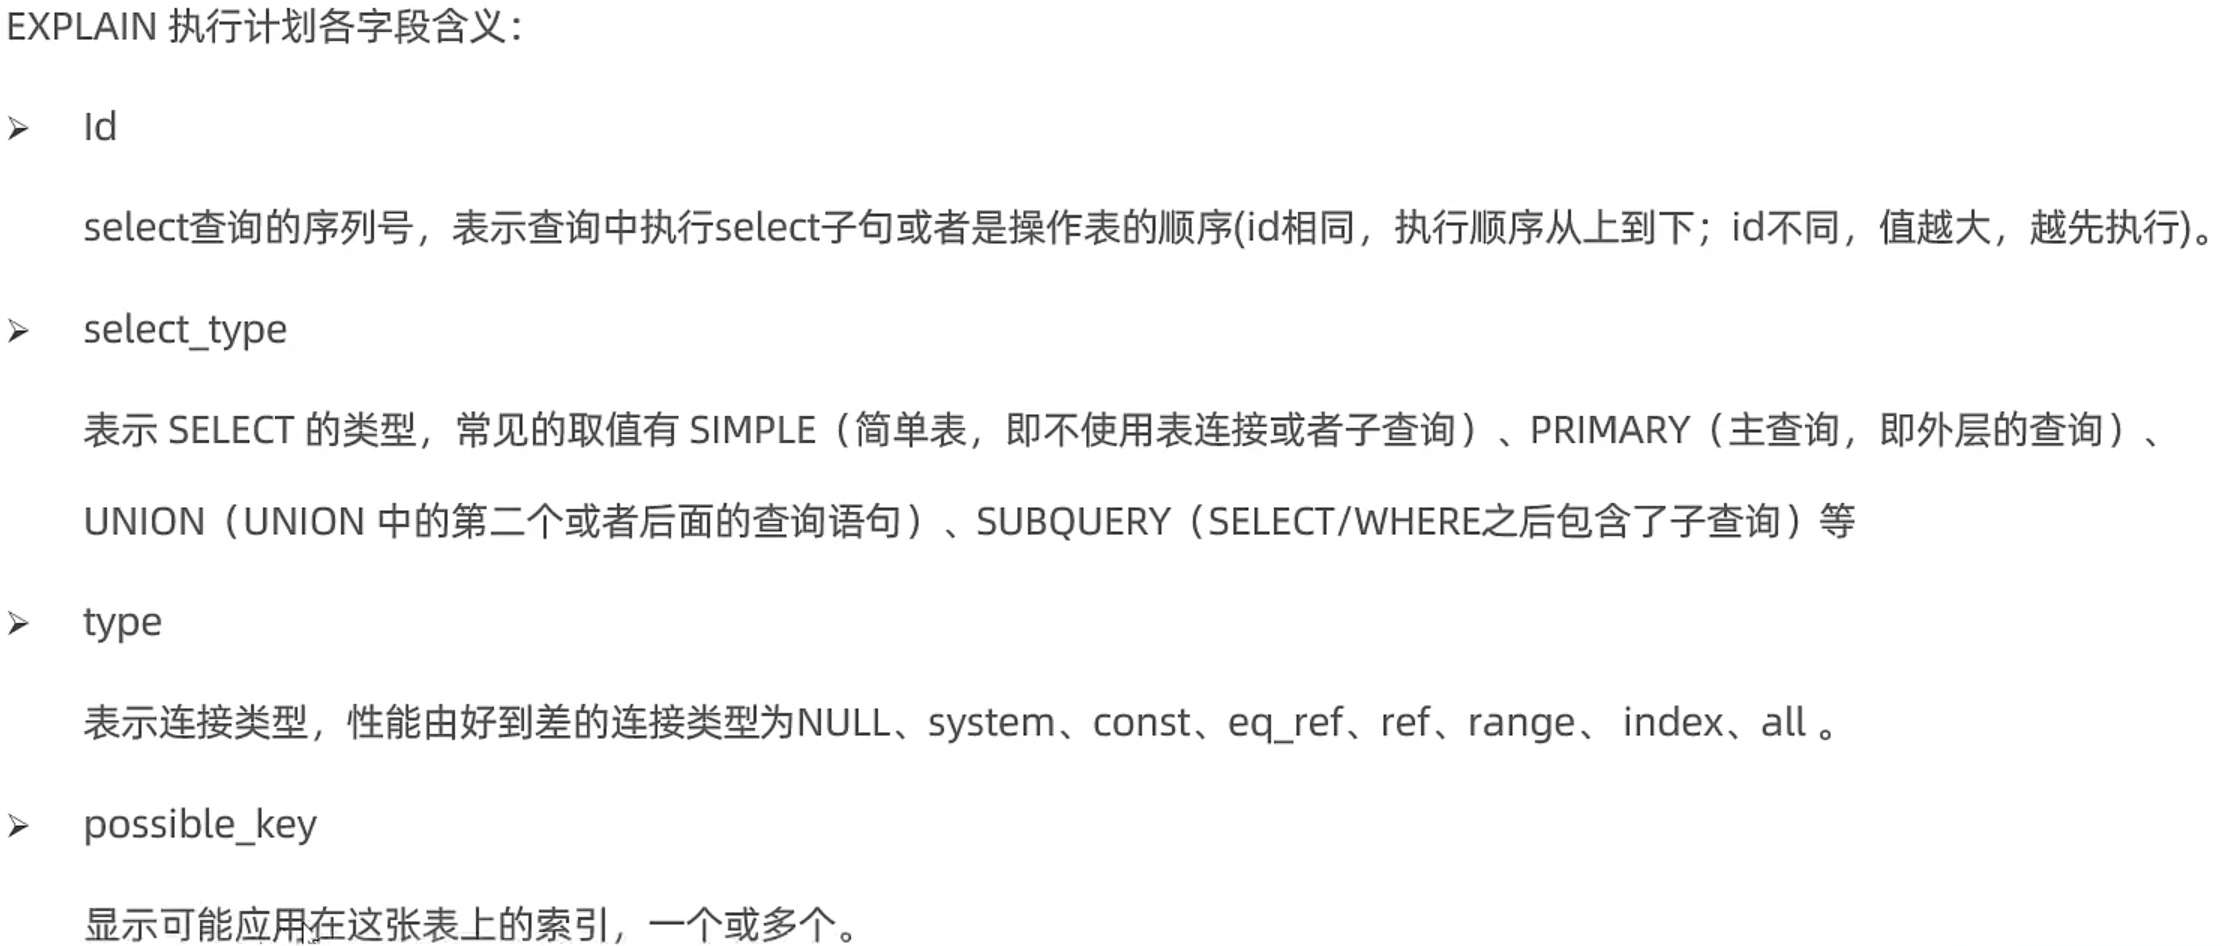 EXPLAIN 执行计划各字段含义：
➢ Id
select查询的序列号，表示查询中执行select子句或者是操作表的顺序(id相同，执行顺序从上到下；id不同，值越大，越先执行)。
➢ select_type
表示 SELECT 的类型，常见的取值有 SIMPLE（简单表，即不使用表连接或者子查询）、PRIMARY（主查询，即外层的查询）、
UNION（UNION 中的第二个或者后面的查询语句）、SUBQUERY（SELECT/WHERE之后包含了子查询）等
➢ type
表示连接类型，性能由好到差的连接类型为NULL、system、const、eq_ref、ref、range、 index、all 。
➢ possible_key
显示可能应用在这张表上的索引，一个或多个。